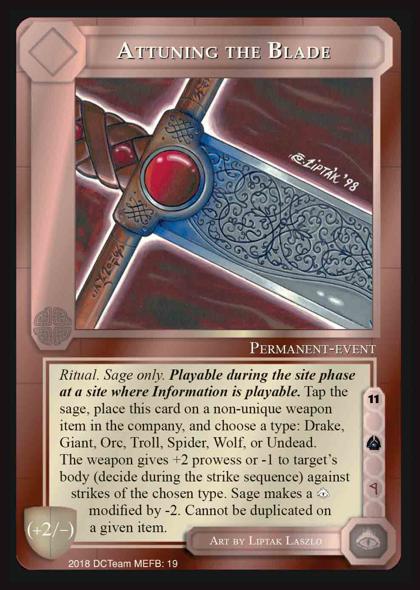 Attuning the Blade
E. Lipták '98
Permanent-event
Ritual. Sage only. Playable during the site phase
at a site where Information is playable. Tap the
sage, place this card on a non-unique weapon
item in the company, and choose a type: Drake,
Giant, Orc, Troll, Spider, Wolf, or Undead.
The weapon gives +2 prowess or -1 to target's
body (decide during the strike sequence) against
strikes of the chosen type. Sage makes a
modified by -2. Cannot be duplicated on
a given item.
11
(+2/–)
Art by Liptak Laszlo
2018 DCTeam MEFB: 19